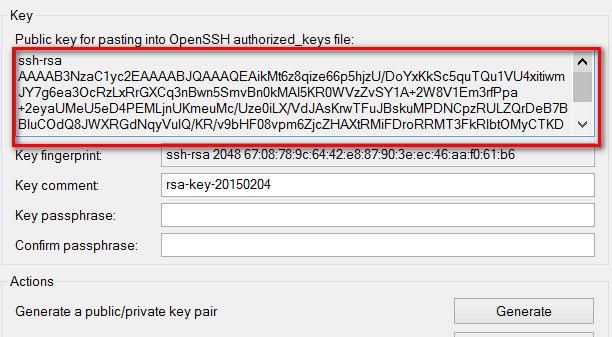 Key
Public key for pasting into OpenSSH authorized_keys file:
ssh-rsa
AAAAB3NzaC1yc2EAAAABJQAAAQEAikMt6z8qize66p5hjzU/DoYxKkSc5quTQu1VU4xitiwm
JY7g6ea3OcRzLxRrGXCq3nBwn5SmvBn0kMAl5KR0WVzZvSY1A+2W8V1Em3rfPpa
+2eyaUMeU5eD4PEMLjnUKmeuMc/Uze0iLX/VdJAsKrwTFuJBskuMPDNCpzRULZQrDeB7B
BluCOdQ8JWXRGdNqyVulQ/KR/v9bHF08vpm6ZjcZHAXtRMiFDroRRMT3FkRlbtOMyCTKD
Key fingerprint: ssh-rsa 2048 67:08:78:9c:64:42:e8:87:90:3e:ec:46:aa:f0:61:b6
Key comment: rsa-key-20150204
Key passphrase:
Confirm passphrase:
Actions
Generate a public/private key pair Generate